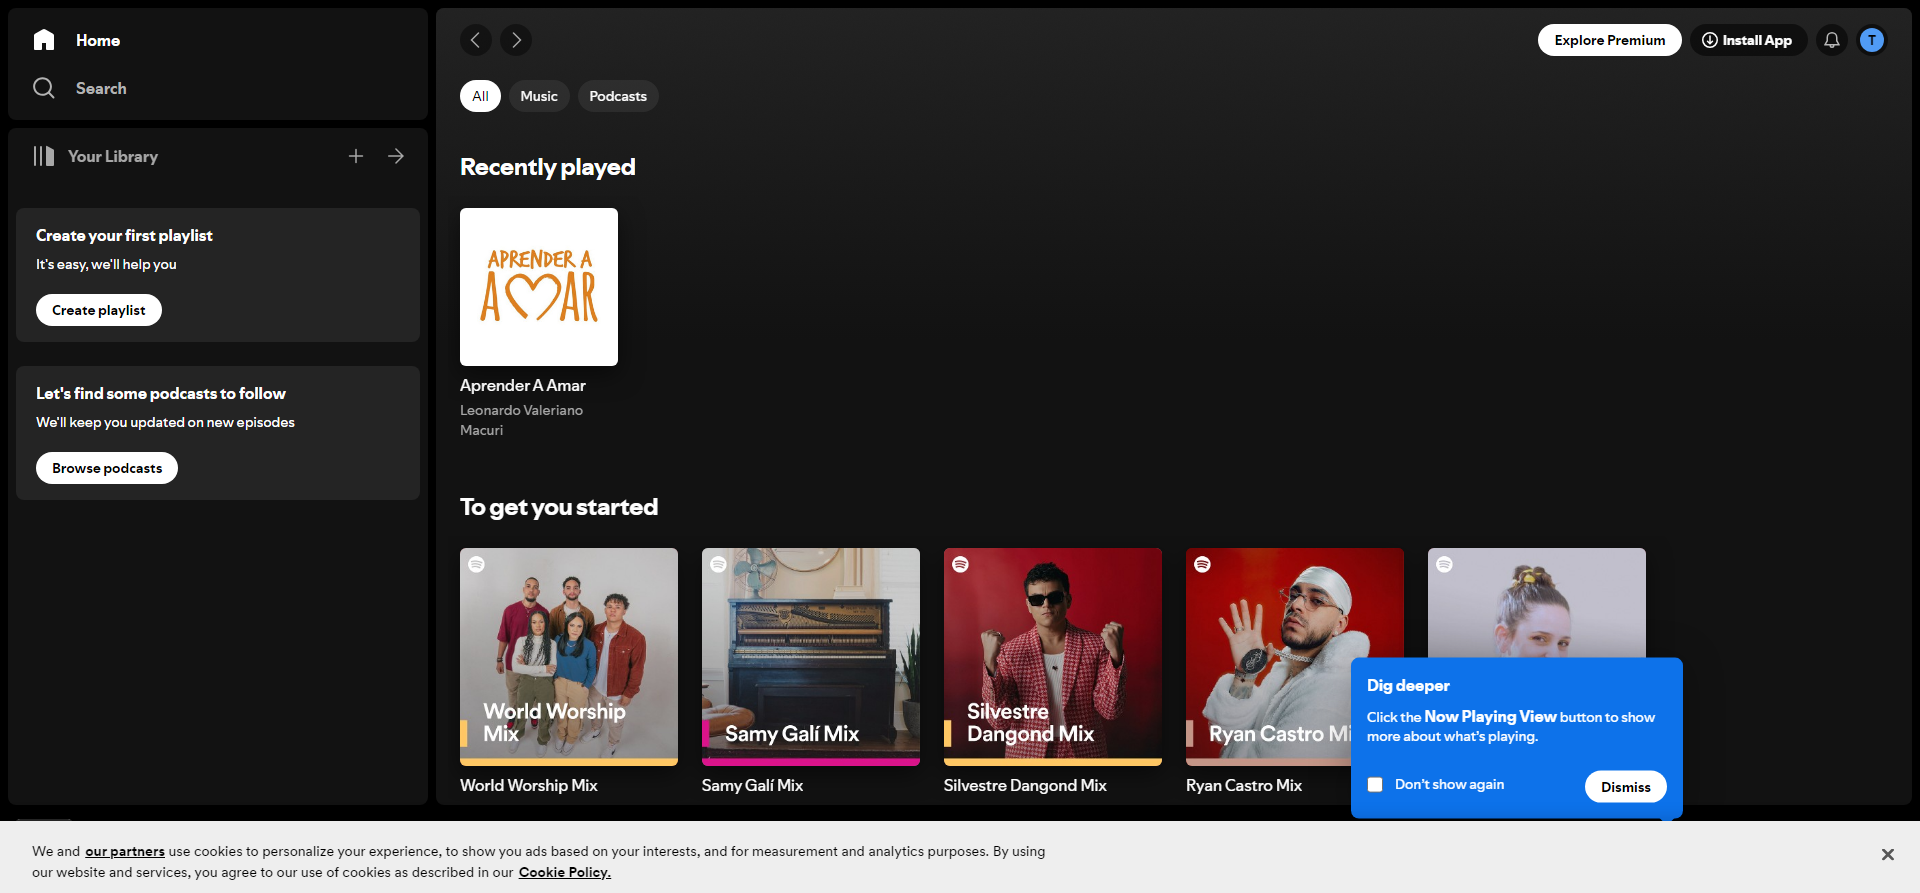 Home
Search
Your Library
Create your first playlist
It's easy, we'll help you
Create playlist
Let's find some podcasts to follow
We'll keep you updated on new episodes
Browse podcasts
Explore Premium
Install App
T
All
Music
Podcasts
Recently played
APRENDER A
AMAR
Aprender A Amar
Leonardo Valeriano
Macuri
To get you started
World Worship
Mix
Samy Galí Mix
Silvestre
Dangond Mix
Ryan Castro Mi
World Worship Mix
Samy Galí Mix
Silvestre Dangond Mix
Ryan Castro Mix
Dig deeper
Click the Now Playing View button to show
more about what's playing.
Don't show again
Dismiss
We and our partners use cookies to personalize your experience, to show you ads based on your interests, and for measurement and analytics purposes. By using
our website and services, you agree to our use of cookies as described in our Cookie Policy.